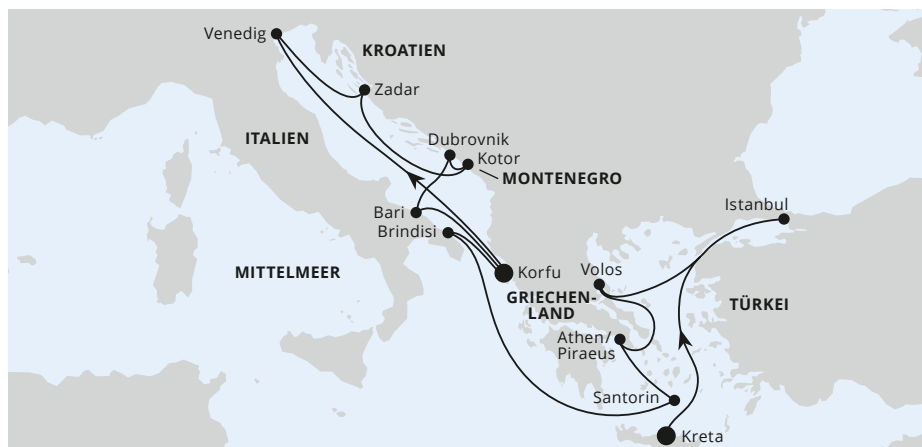 Venedig
KROATIEN
Zadar
ITALIEN
Dubrovnik
Kotor
MONTENEGRO
Istanbul
Bari
Brindisi
MITTELMEER
Korfu
Volos
GRIECHEN-
LAND
TÜRKEI
Athen/
Piraeus
Santorin
Kreta